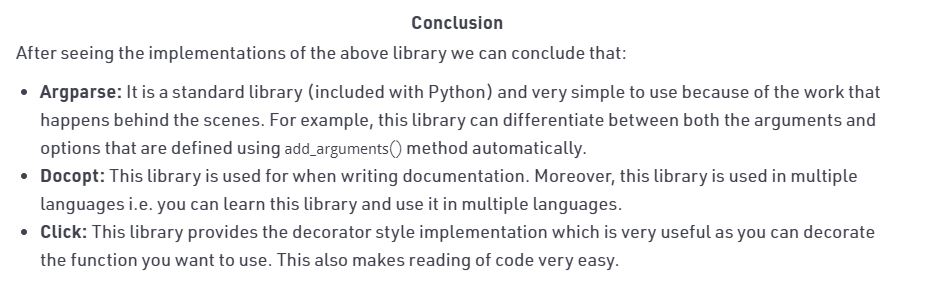 Conclusion
After seeing the implementations of the above library we can conclude that:
• Argparse: It is a standard library (included with Python) and very simple to use because of the work that
happens behind the scenes. For example, this library can differentiate between both the arguments and
options that are defined using add_arguments() method automatically.
• Docopt: This library is used for when writing documentation. Moreover, this library is used in multiple
languages i.e. you can learn this library and use it in multiple languages.
• Click: This library provides the decorator style implementation which is very useful as you can decorate
the function you want to use. This also makes reading of code very easy.